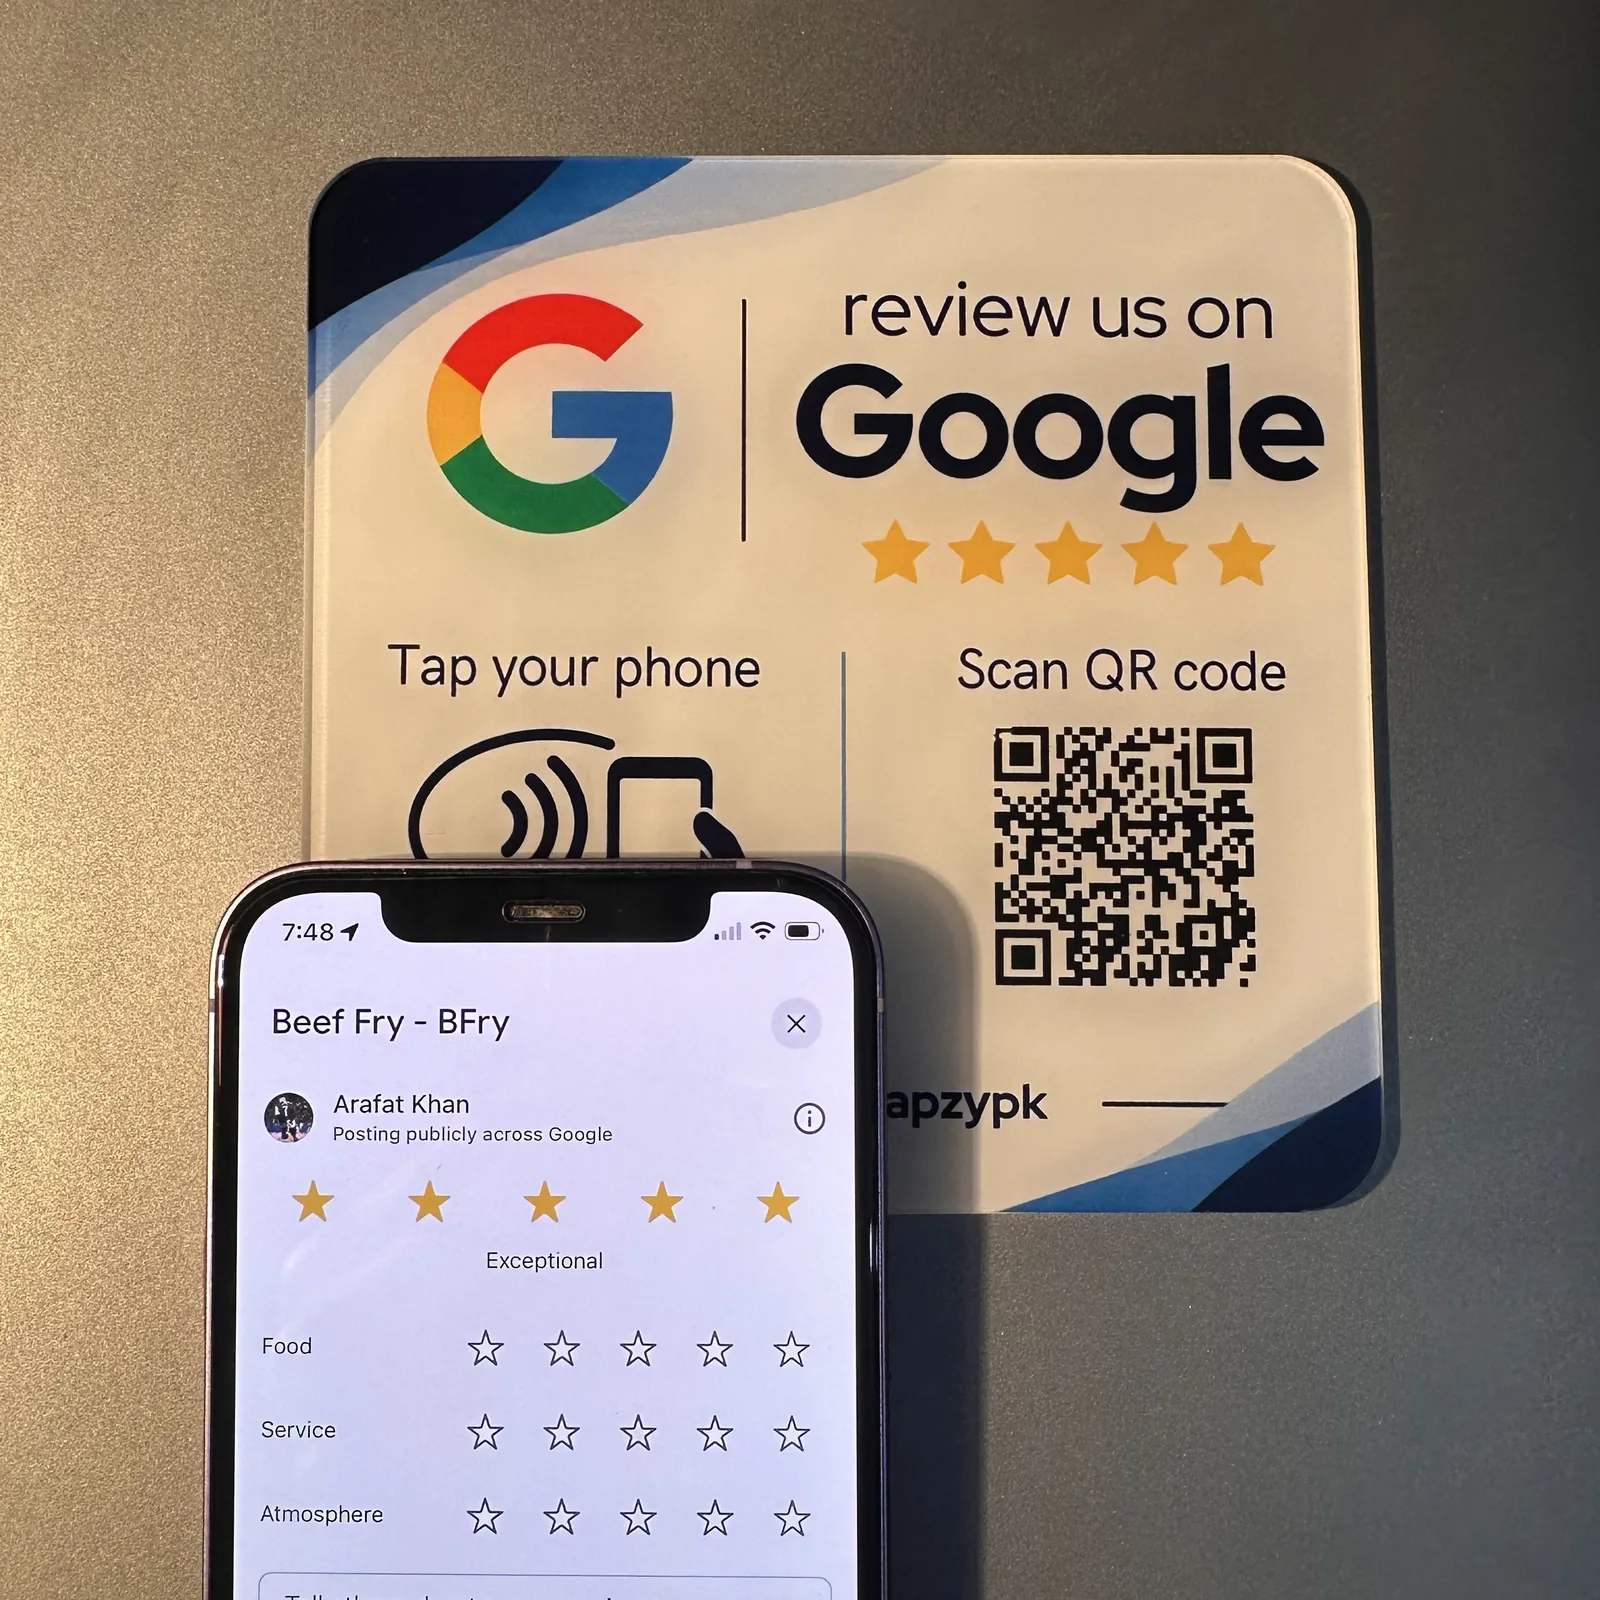 G
review us on
Google
Tap your phone
Scan QR code
apzypk
7:48
Beef Fry - BFry
Arafat Khan
Posting publicly across Google
Exceptional
Food
Service
Atmosphere